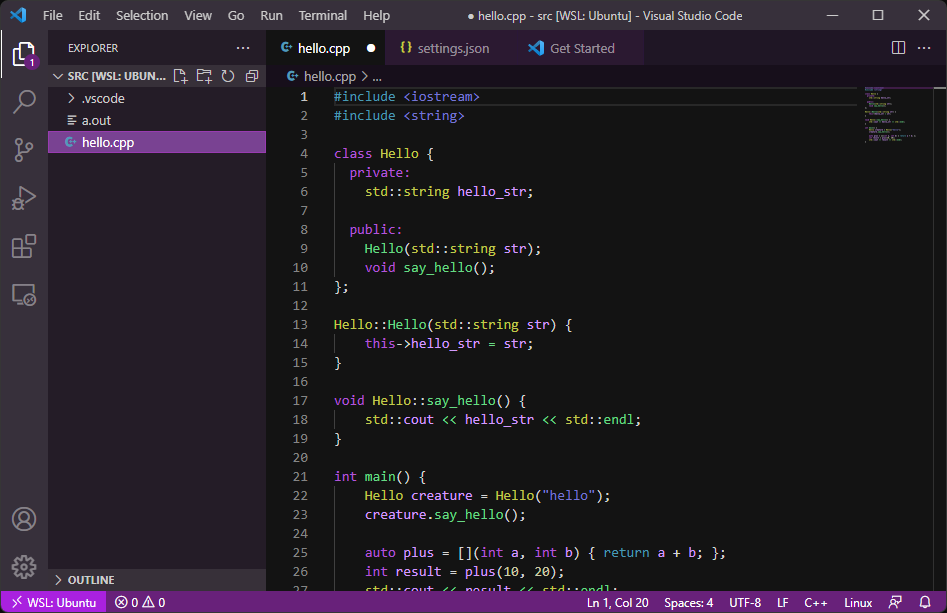 File Edit Selection View Go Run Terminal Help ● hello.cpp - src [WSL: Ubuntu] - Visual Studio Code
EXPLORER
SRC [WSL: UBUN...
.vscode
a.out
hello.cpp
OUTLINE
1
hello.cpp ● {} settings.json Get Started
hello.cpp > ...
1 #include <iostream>
2 #include <string>
3
4 class Hello {
5   private:
6     std::string hello_str;
7
8   public:
9     Hello(std::string str);
10     void say_hello();
11 };
12
13 Hello::Hello(std::string str) {
14     this->hello_str = str;
15 }
16
17 void Hello::say_hello() {
18     std::cout << hello_str << std::endl;
19 }
20
21 int main() {
22     Hello creature = Hello("hello");
23     creature.say_hello();
24
25     auto plus = [](int a, int b) { return a + b; };
26     int result = plus(10, 20);
27     std::cout << result << std::endl;
WSL: Ubuntu 0 0 Ln 1, Col 20 Spaces: 4 UTF-8 LF C++ Linux